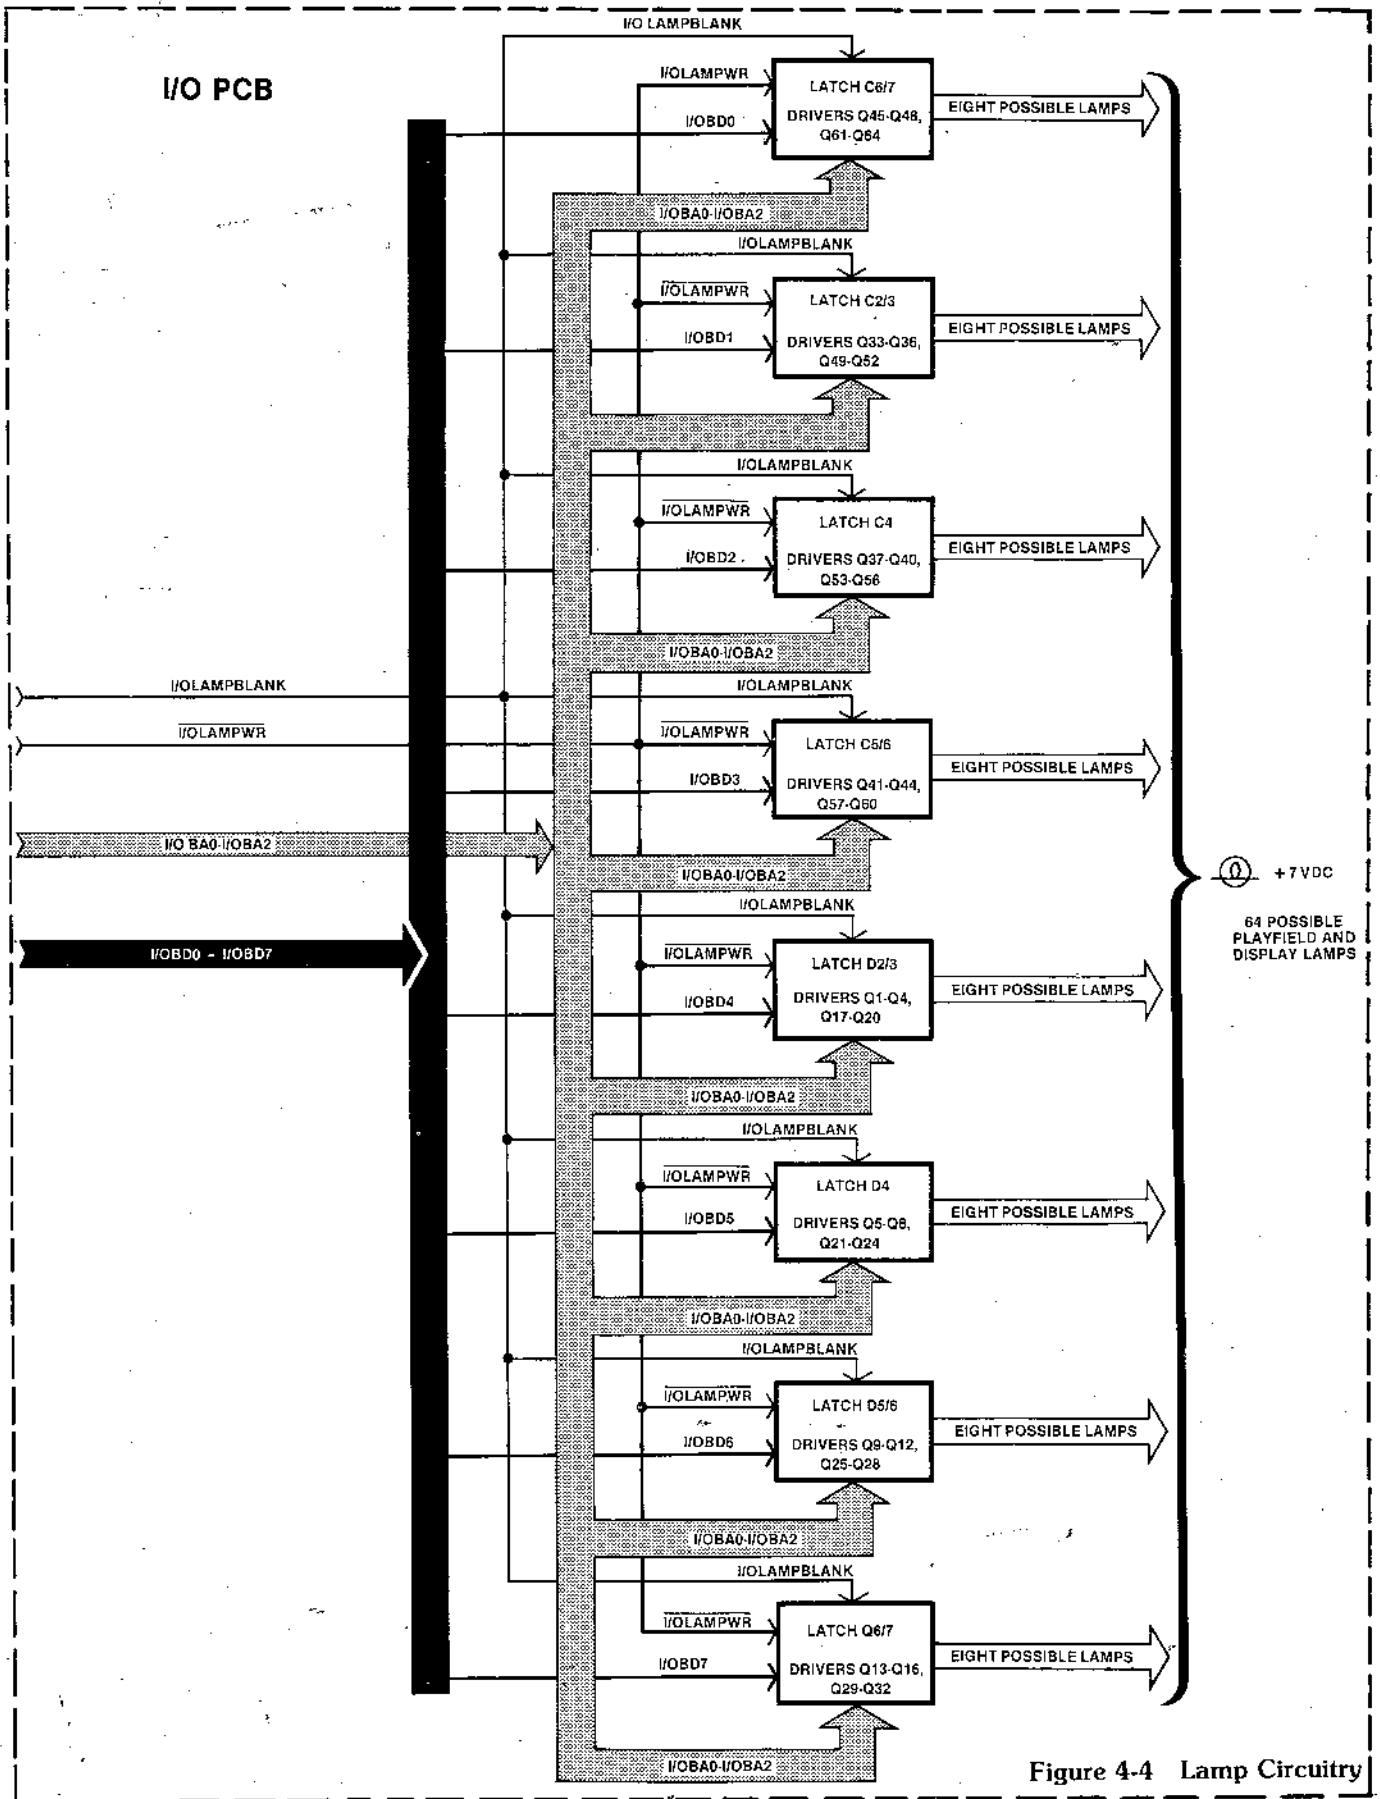 I/O PCB
I/O LAMPBLANK
I/OLAMPWR
I/OBD0
LATCH C6/7
DRIVERS Q45-Q48,
Q61-Q64
EIGHT POSSIBLE LAMPS
I/OBA0-I/OBA2
I/OLAMPBLANK
I/OLAMPWR
I/OBD1
LATCH C2/3
DRIVERS Q33-Q36,
Q49-Q52
EIGHT POSSIBLE LAMPS
I/OLAMPBLANK
I/OLAMPWR
I/OBD2
LATCH C4
DRIVERS Q37-Q40,
Q53-Q56
EIGHT POSSIBLE LAMPS
I/OBA0-I/OBA2
I/OLAMPBLANK
I/OLAMPBLANK
I/OLAMPWR
I/OLAMPWR
I/OBD3
LATCH C5/6
DRIVERS Q41-Q44,
Q57-Q60
EIGHT POSSIBLE LAMPS
I/O BA0-I/OBA2
I/OBA0-I/OBA2
+7VDC
64 POSSIBLE
PLAYFIELD AND
DISPLAY LAMPS
I/OBD0 - I/OBD7
I/OLAMPBLANK
I/OLAMPWR
I/OBD4
LATCH D2/3
DRIVERS Q1-Q4,
Q17-Q20
EIGHT POSSIBLE LAMPS
I/OBA0-I/OBA2
I/OLAMPBLANK
I/OLAMPWR
I/OBD5
LATCH D4
DRIVERS Q5-Q8,
Q21-Q24
EIGHT POSSIBLE LAMPS
I/OBA0-I/OBA2
I/OLAMPBLANK
I/OLAMPWR
I/OBD6
LATCH D5/6
DRIVERS Q9-Q12,
Q25-Q28
EIGHT POSSIBLE LAMPS
I/OBA0-I/OBA2
I/OLAMPBLANK
I/OLAMPWR
I/OBD7
LATCH Q6/7
DRIVERS Q13-Q16,
Q29-Q32
EIGHT POSSIBLE LAMPS
I/OBA0-I/OBA2
Figure 4-4 Lamp Circuitry